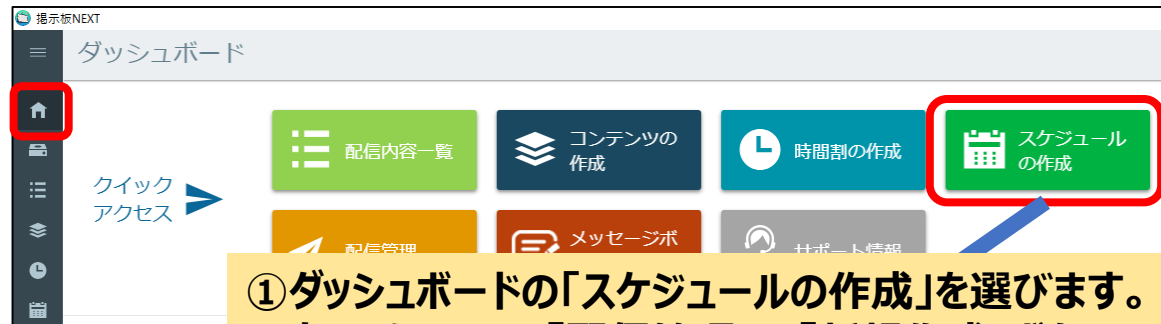 掲示板NEXT
ダッシュボード
配信内容一覧
コンテンツの
作成
時間割の作成
スケジュール
の作成
クイック
アクセス
配信管理
メッセージボ
サポート情報
①ダッシュボードの「スケジュールの作成」を選びます。